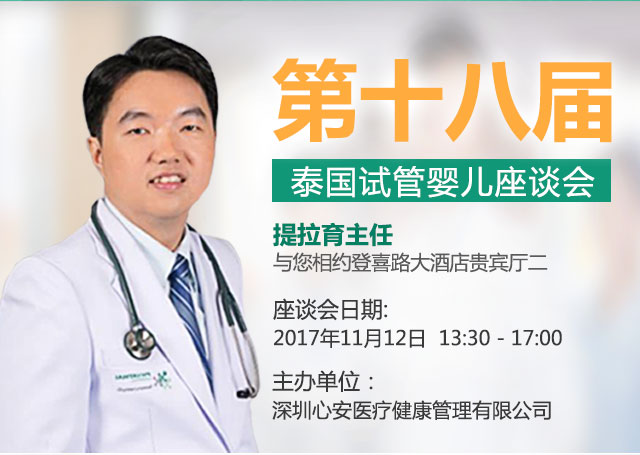 第十八届
泰国试管婴儿座谈会
提拉育主任
与您相约登喜路大酒店贵宾厅二
座谈会日期:
2017年11月12日 13:30 - 17:00
主办单位：
深圳心安医疗健康管理有限公司